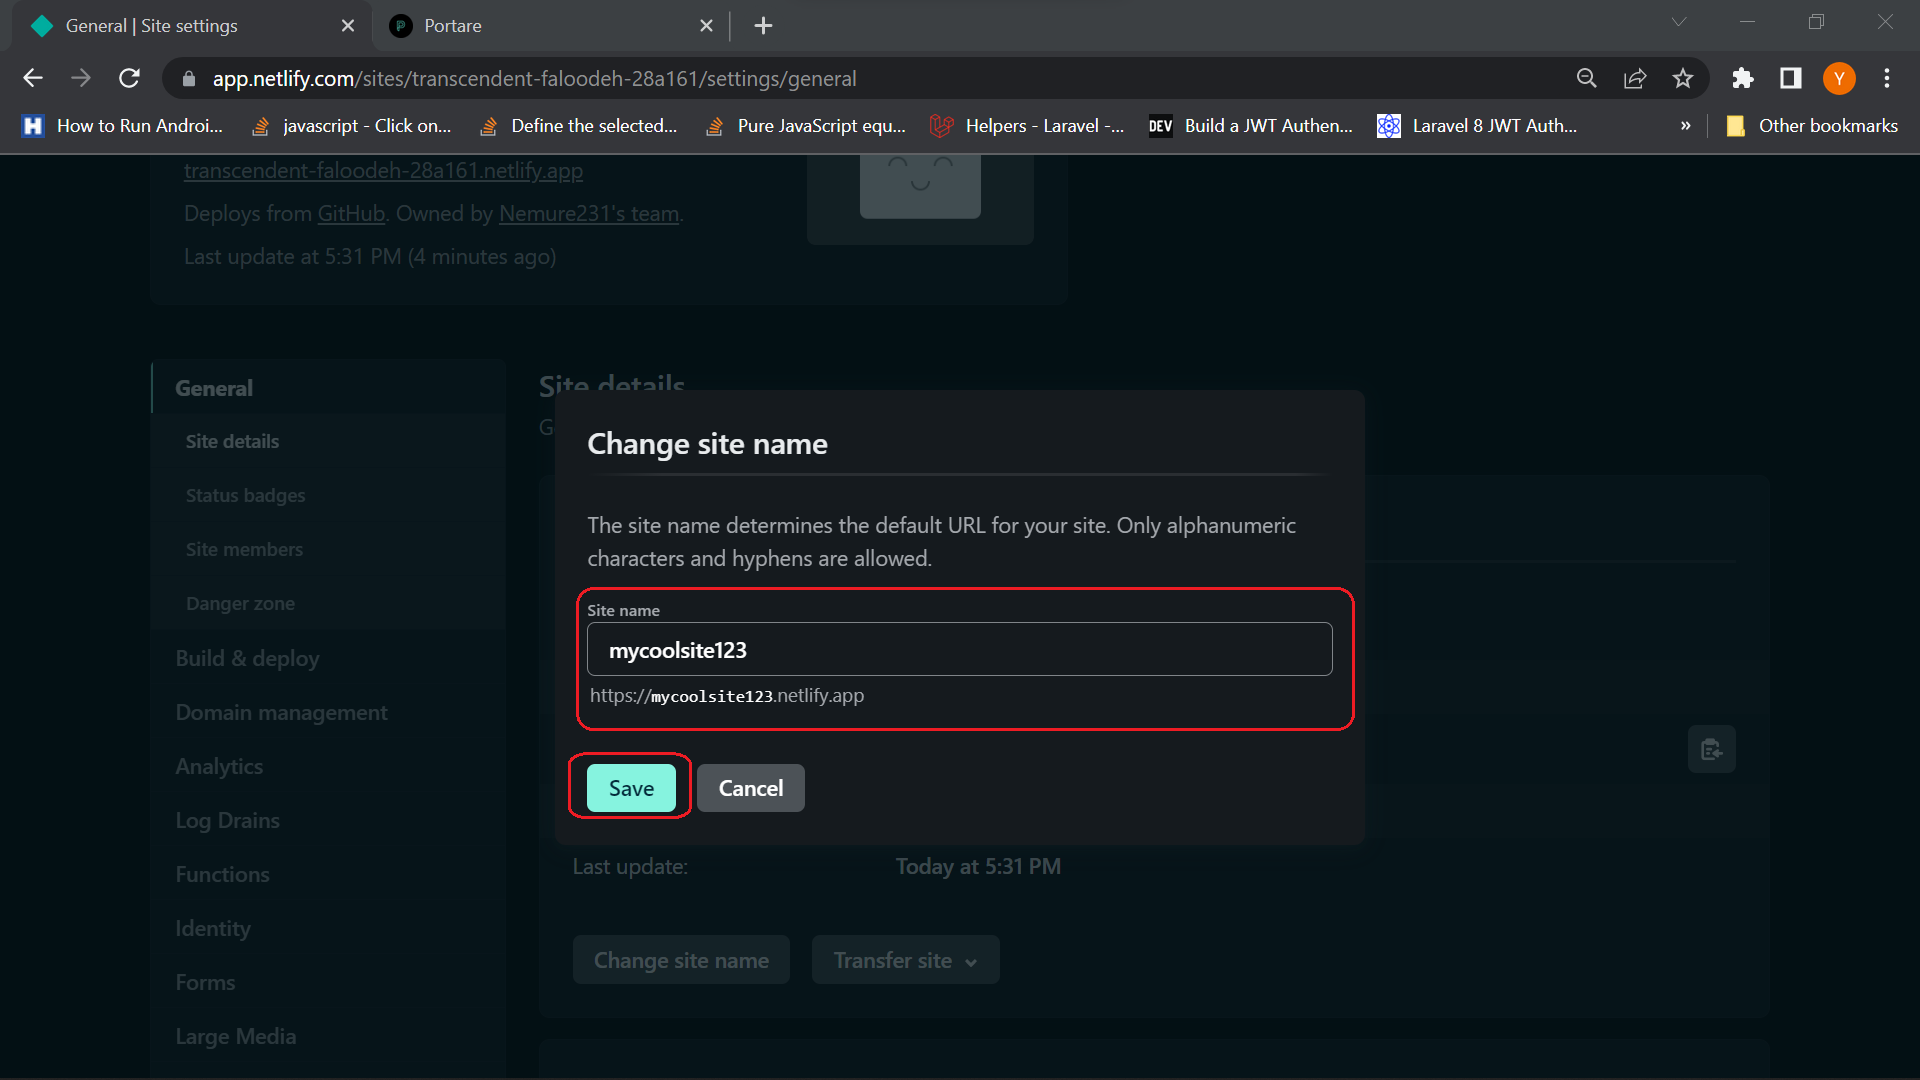 General | Site settings
Portare
app.netlify.com/sites/transcendent-faloodeh-28a161/settings/general
Y
How to Run Androi...
javascript - Click on...
Define the selected...
Pure JavaScript equ...
Helpers - Laravel -...
DEV
Build a JWT Authen...
Laravel 8 JWT Auth...
»
Other bookmarks
transcendent-faloodeh-28a161.netlify.app
Deploys from GitHub. Owned by Nemure231's team.
Last update at 5:31 PM (4 minutes ago)
General
Site details
Status badges
Site members
Danger zone
Build & deploy
Domain management
Analytics
Log Drains
Functions
Identity
Forms
Large Media
Site details
Change site name
The site name determines the default URL for your site. Only alphanumeric
characters and hyphens are allowed.
Site name
mycoolsite123
https://mycoolsite123.netlify.app
Save
Cancel
Last update:
Today at 5:31 PM
Change site name
Transfer site